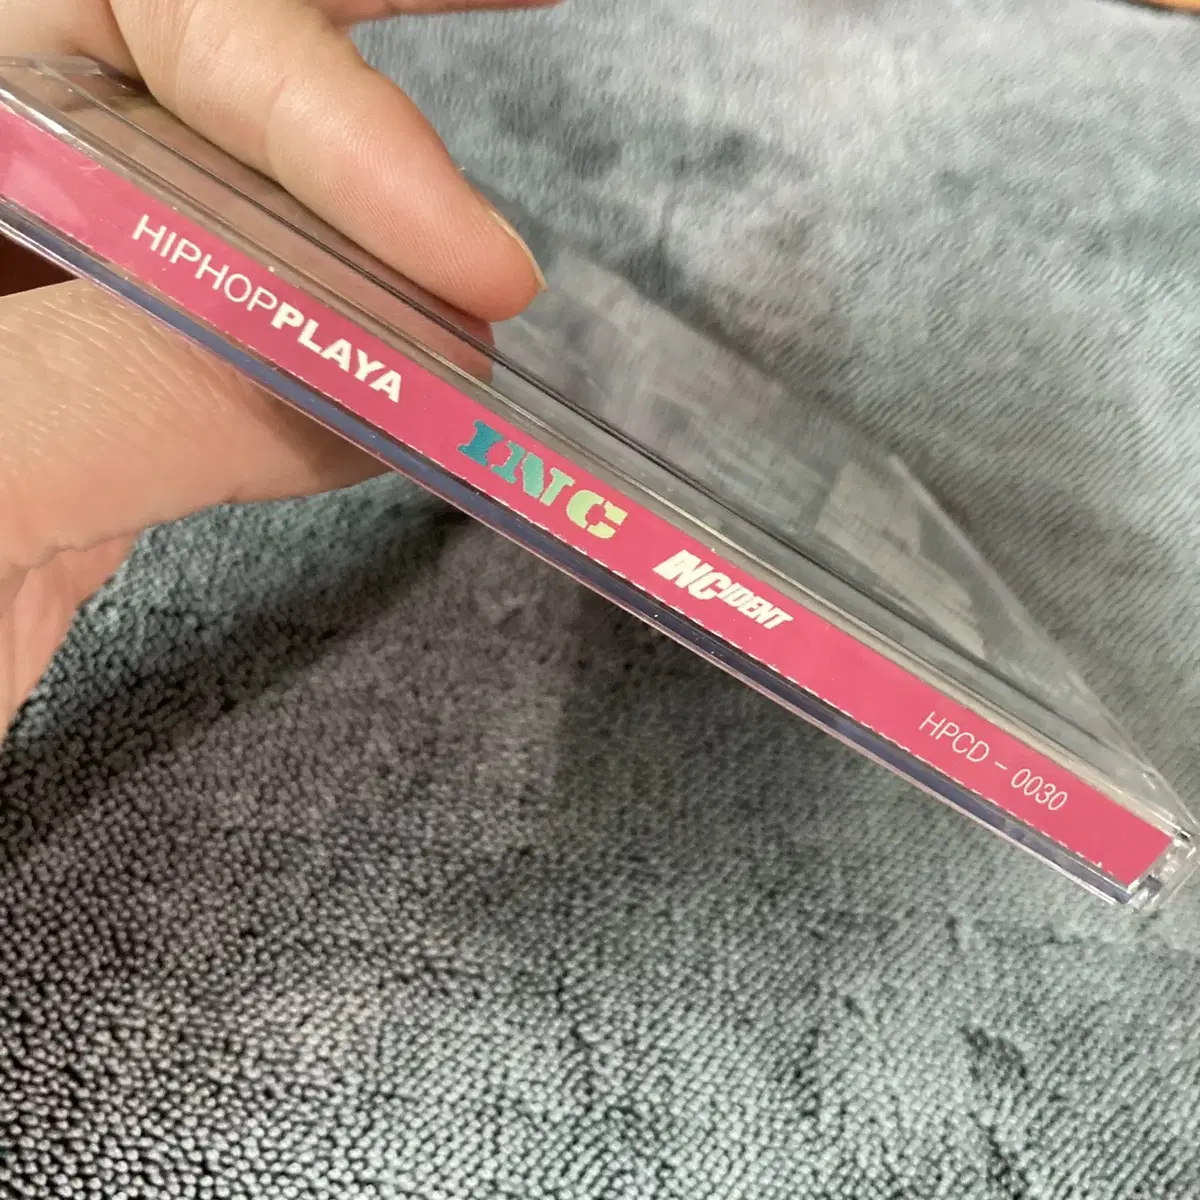 HIPHOPPLAYA
INC
INCIDENT
HPCD - 0030